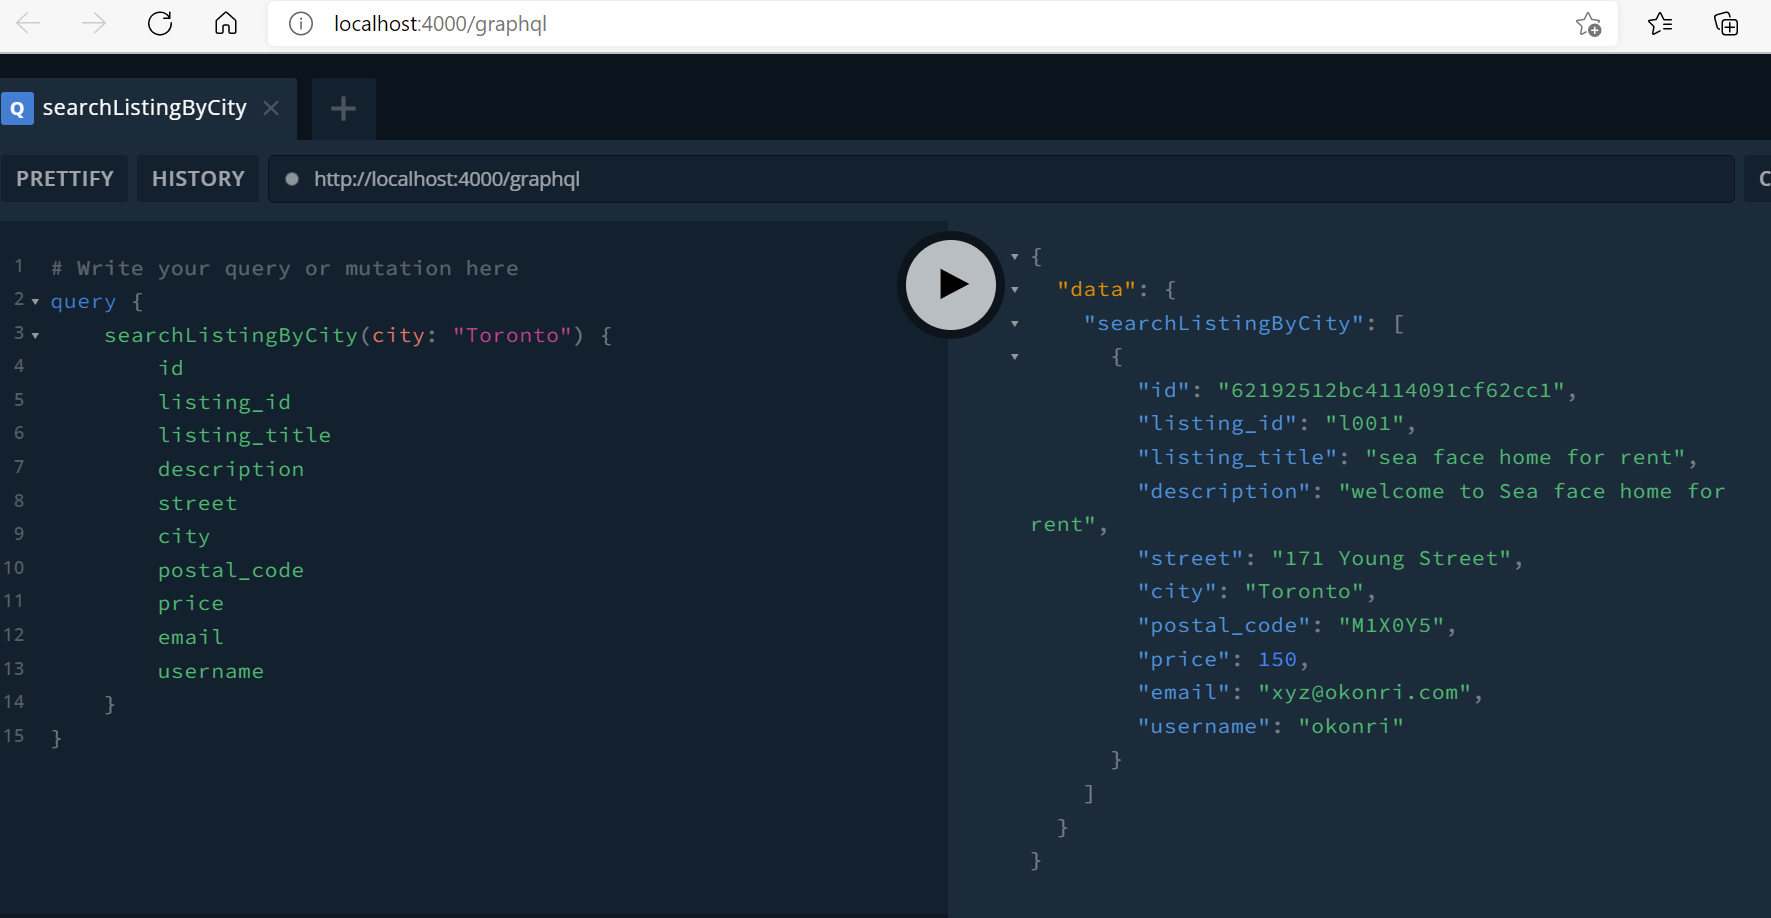 localhost:4000/graphql
Q searchListingByCity
PRETTIFY HISTORY http://localhost:4000/graphql C
1 # Write your query or mutation here
2 query {
3 searchListingByCity(city: "Toronto") {
4 id
5 listing_id
6 listing_title
7 description
8 street
9 city
10 postal_code
11 price
12 email
13 username
14 }
15 }
{
"data": {
"searchListingByCity": [
{
"id": "62192512bc4114091cf62cc1",
"listing_id": "l001",
"listing_title": "sea face home for rent",
"description": "welcome to Sea face home for
rent",
"street": "171 Young Street",
"city": "Toronto",
"postal_code": "M1X0Y5",
"price": 150,
"email": "xyz@okonri.com",
"username": "okonri"
}
]
}
}